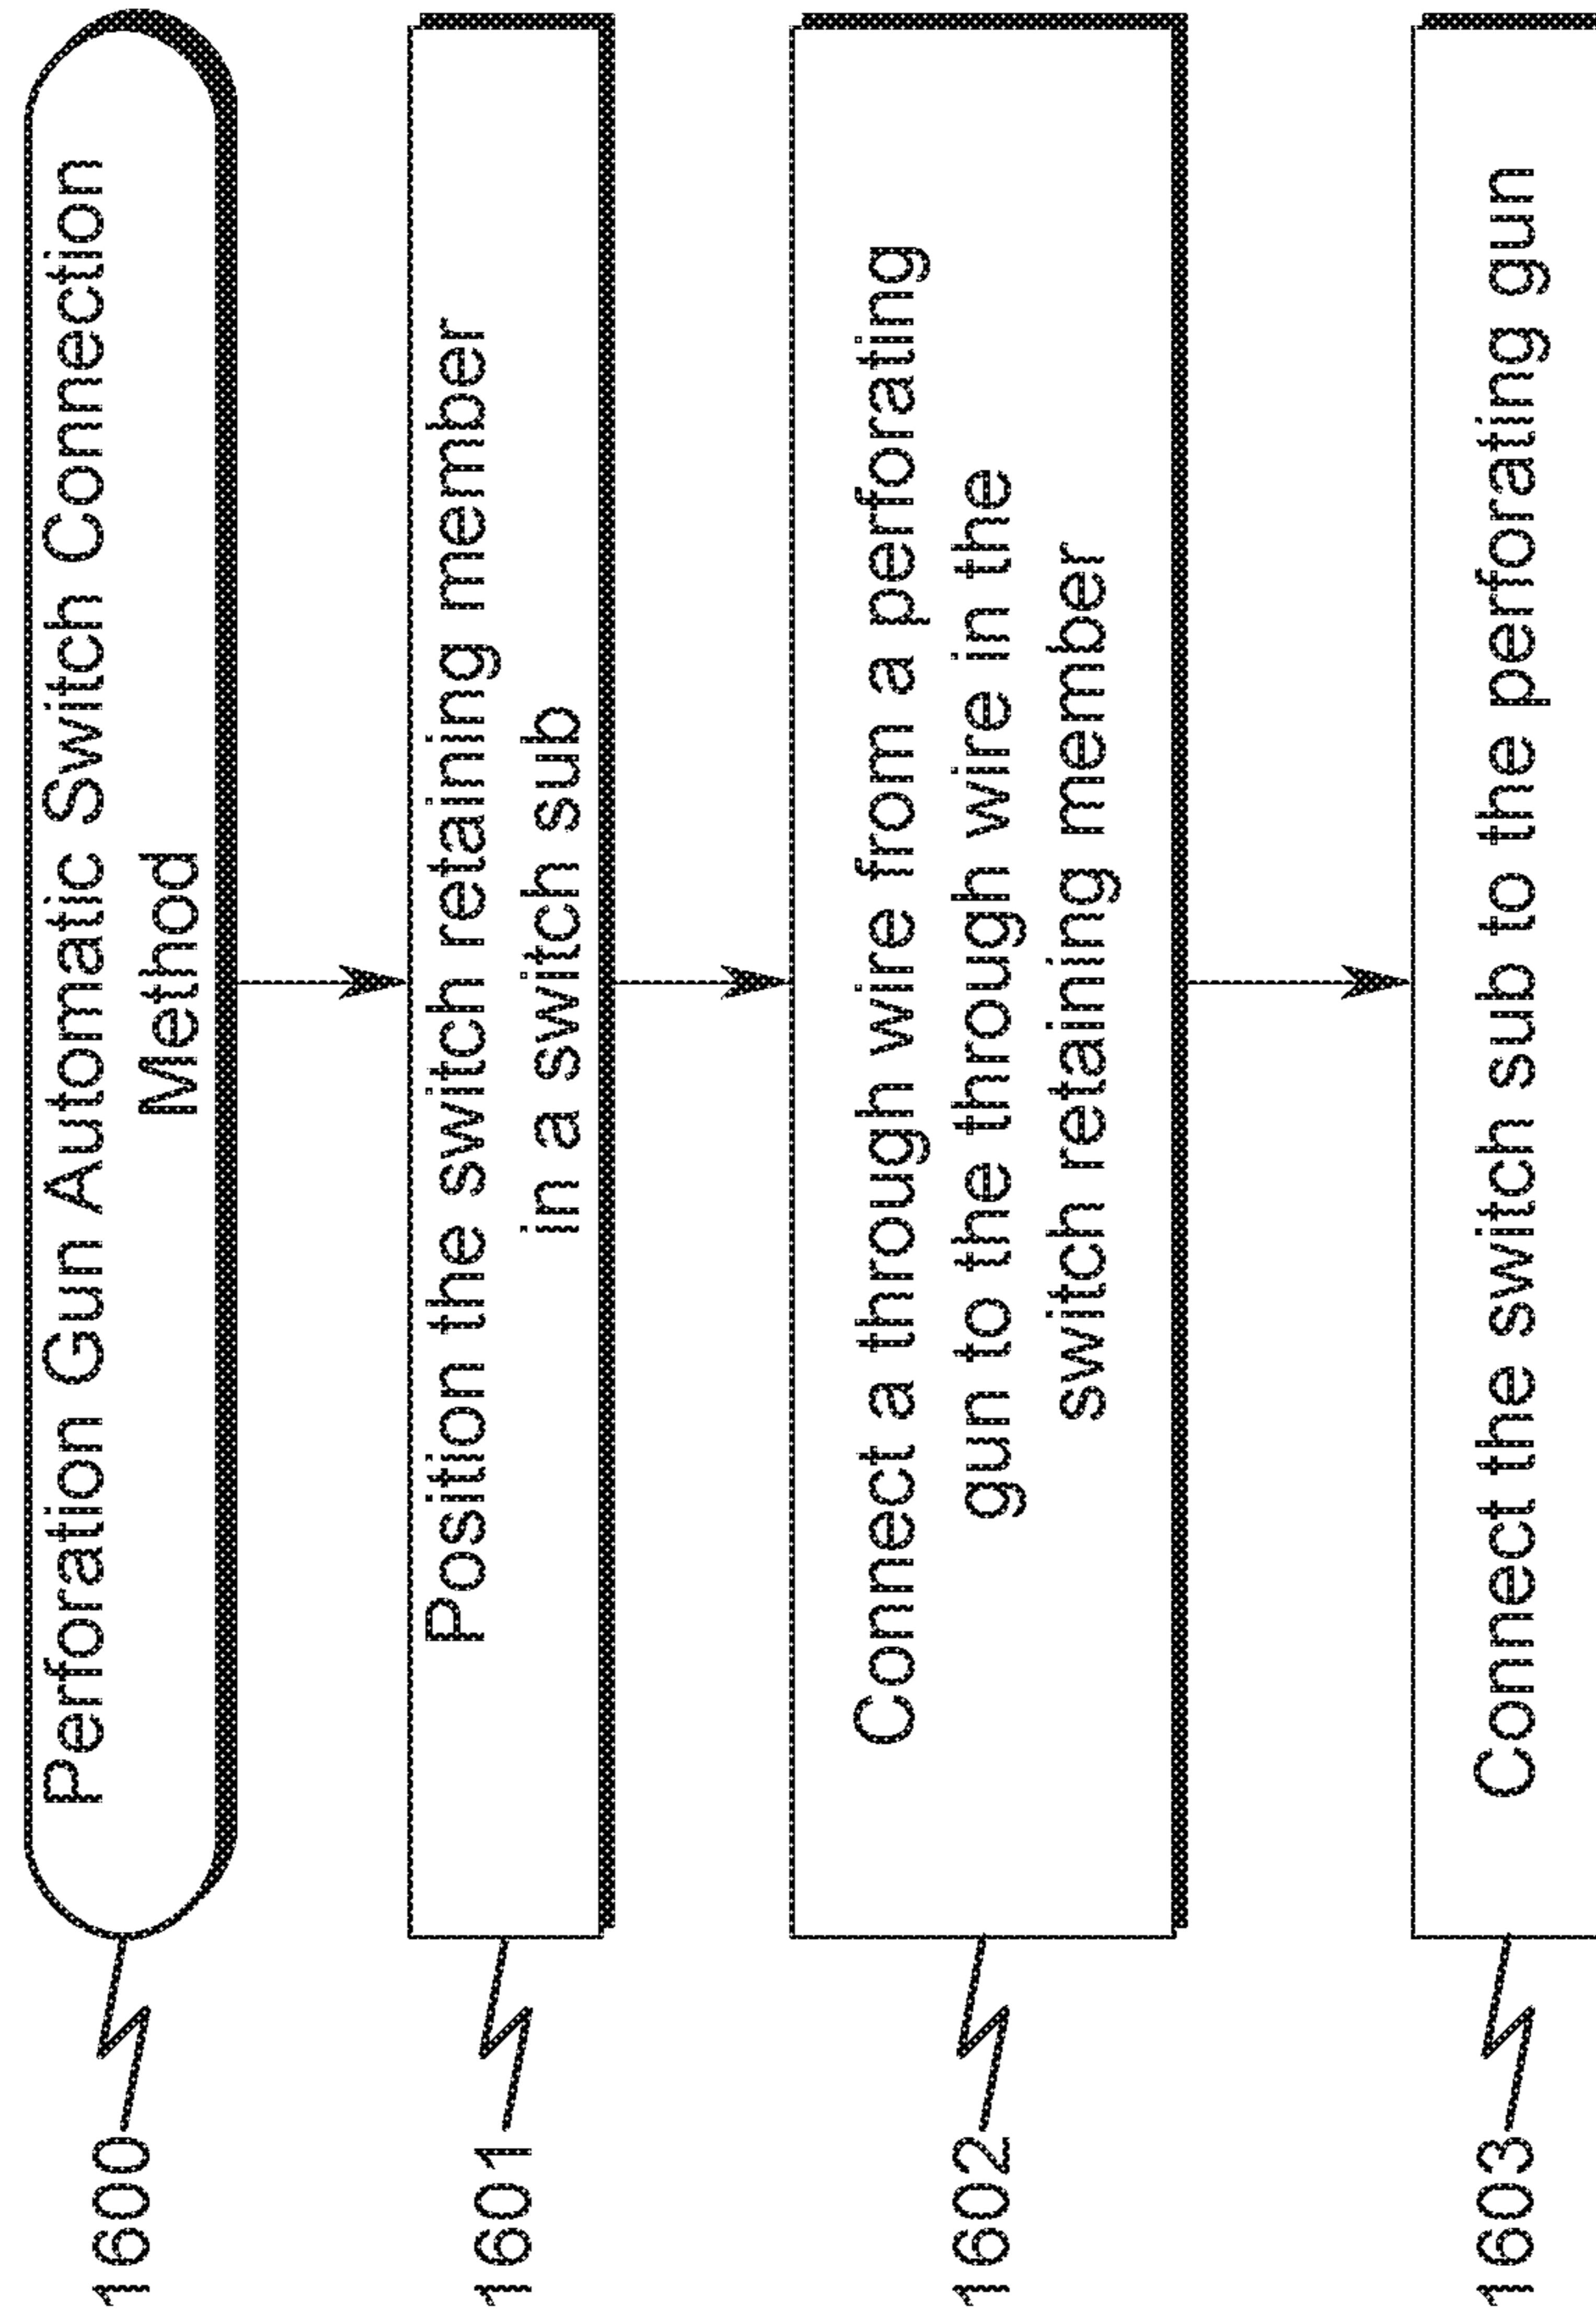 Perforation Gun Automatic Switch Connection
Method
1600
Position the switch retaining member
in a switch sub
1601
Connect a through wire from a perforating
gun to the through wire in the
switch retaining member
1602
Connect the switch sub to the perforating gun
1603